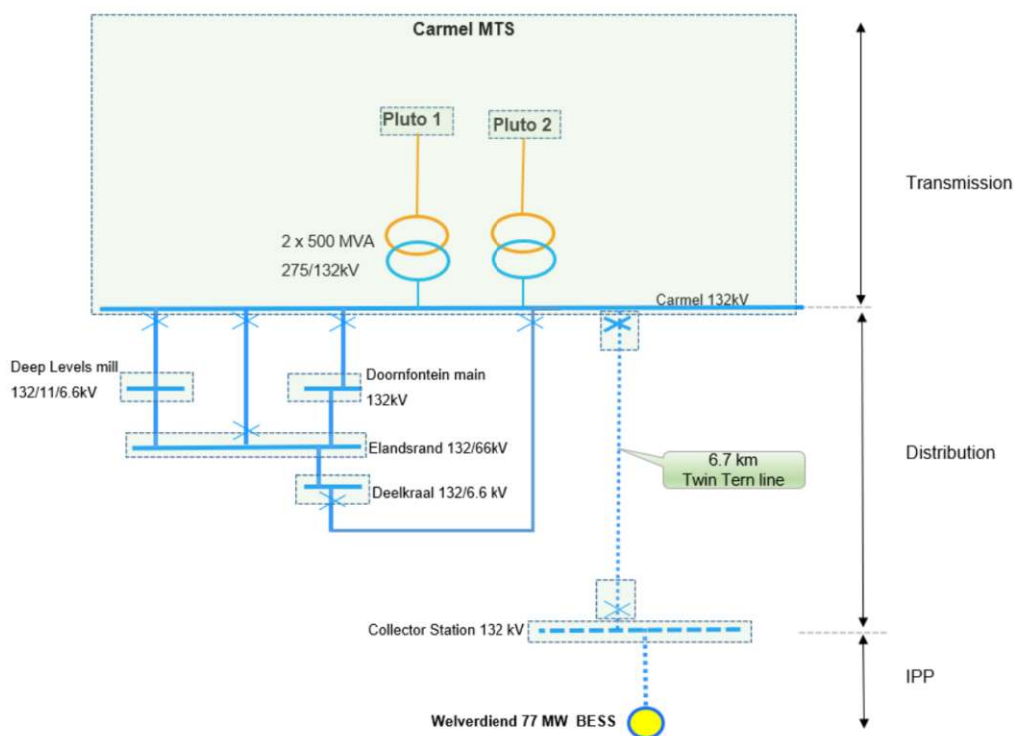 Carmel MTS
Pluto 1
Pluto 2
2 x 500 MVA
275/132kV
Transmission
Carmel 132kV
Deep Levels mill
132/11/6.6kV
Doornfontein main
132kV
Elandsrand 132/66kV
Distribution
6.7 km
Twin Tern line
Deelkraal 132/6.6 kV
Collector Station 132 kV
IPP
Welverdiend 77 MW BESS